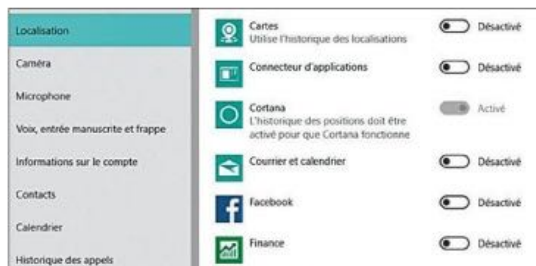 Localisation
Caméra
Microphone
Voix, entrée manuscrite et frappe
Informations sur le compte
Contacts
Calendrier
Historique des appels
Cartes
Utilise l'historique des localisations
Désactivé
Connecteur d'applications
Désactivé
Cortana
L'historique des positions doit être
activé pour que Cortana fonctionne
Activé
Courrier et calendrier
Désactivé
Facebook
Désactivé
Finance
Désactivé